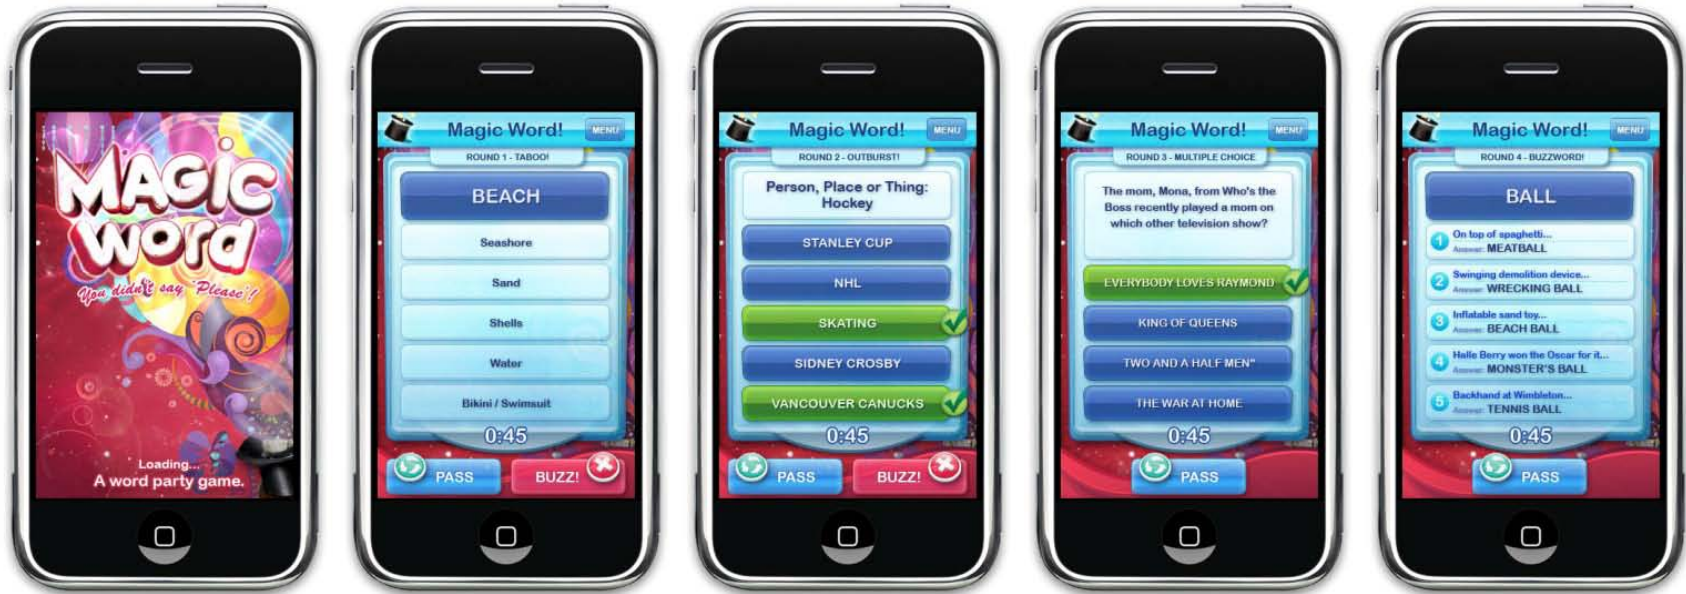 MAGIC
WORD
You didn't say 'Please'!
Loading...
A word party game.
Magic Word!
MENU
ROUND 1 - TABOO!
BEACH
Seashore
Sand
Shells
Water
Bikini / Swimsuit
0:45
PASS
BUZZ!
Magic Word!
MENU
ROUND 2 - OUTBURST!
Person, Place or Thing:
Hockey
STANLEY CUP
NHL
SKATING
SIDNEY CROSBY
VANCOUVER CANUCKS
0:45
PASS
BUZZ!
Magic Word!
MENU
ROUND 3 - MULTIPLE CHOICE
The mom, Mona, from Who's the
Boss recently played a mom on
which other television show?
EVERYBODY LOVES RAYMOND
KING OF QUEENS
TWO AND A HALF MEN"
THE WAR AT HOME
0:45
PASS
Magic Word!
MENU
ROUND 4 - BUZZWORD!
BALL
1 On top of spaghetti...
Answer: MEATBALL
2 Swinging demolition device...
Answer: WRECKING BALL
3 Inflatable sand toy...
Answer: BEACH BALL
4 Halle Berry won the Oscar for it...
Answer: MONSTER'S BALL
5 Backhand at Wimbleton...
Answer: TENNIS BALL
0:45
PASS